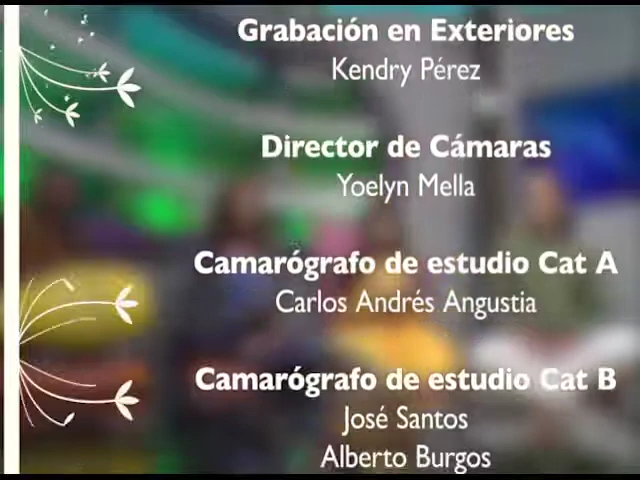 Grabación en Exteriores
Kendry Pérez
Director de Cámaras
Yoelyn Mella
Camarógrafo de estudio Cat A
Carlos Andrés Angustia
Camarógrafo de estudio Cat B
José Santos
Alberto Burgos